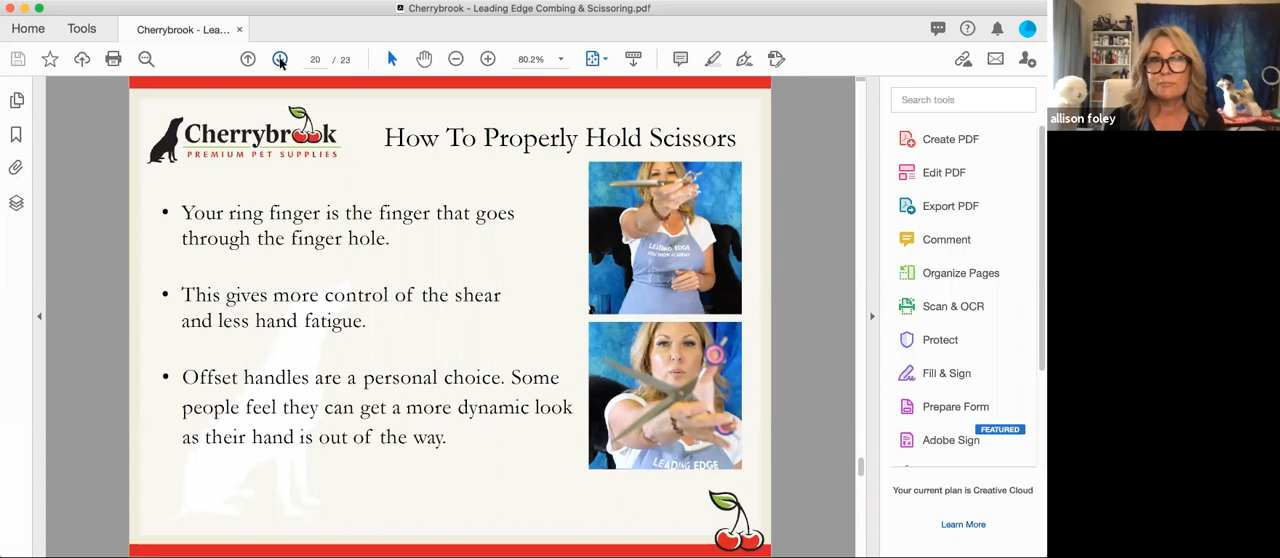 Cherrybrook - Leading Edge Combing & Scissoring.pdf
Home
Tools
Cherrybrook - Lea...
20 / 23
80.2%
allison foley
Search tools
Create PDF
Edit PDF
Export PDF
Comment
Organize Pages
Scan & OCR
Protect
Fill & Sign
Prepare Form
FEATURED
Adobe Sign
Your current plan is Creative Cloud
Learn More
Cherrybrook
PREMIUM PET SUPPLIES
How To Properly Hold Scissors
• Your ring finger is the finger that goes
through the finger hole.
• This gives more control of the shear
and less hand fatigue.
• Offset handles are a personal choice. Some
people feel they can get a more dynamic look
as their hand is out of the way.
LEADING EDGE
LEADING EDGE